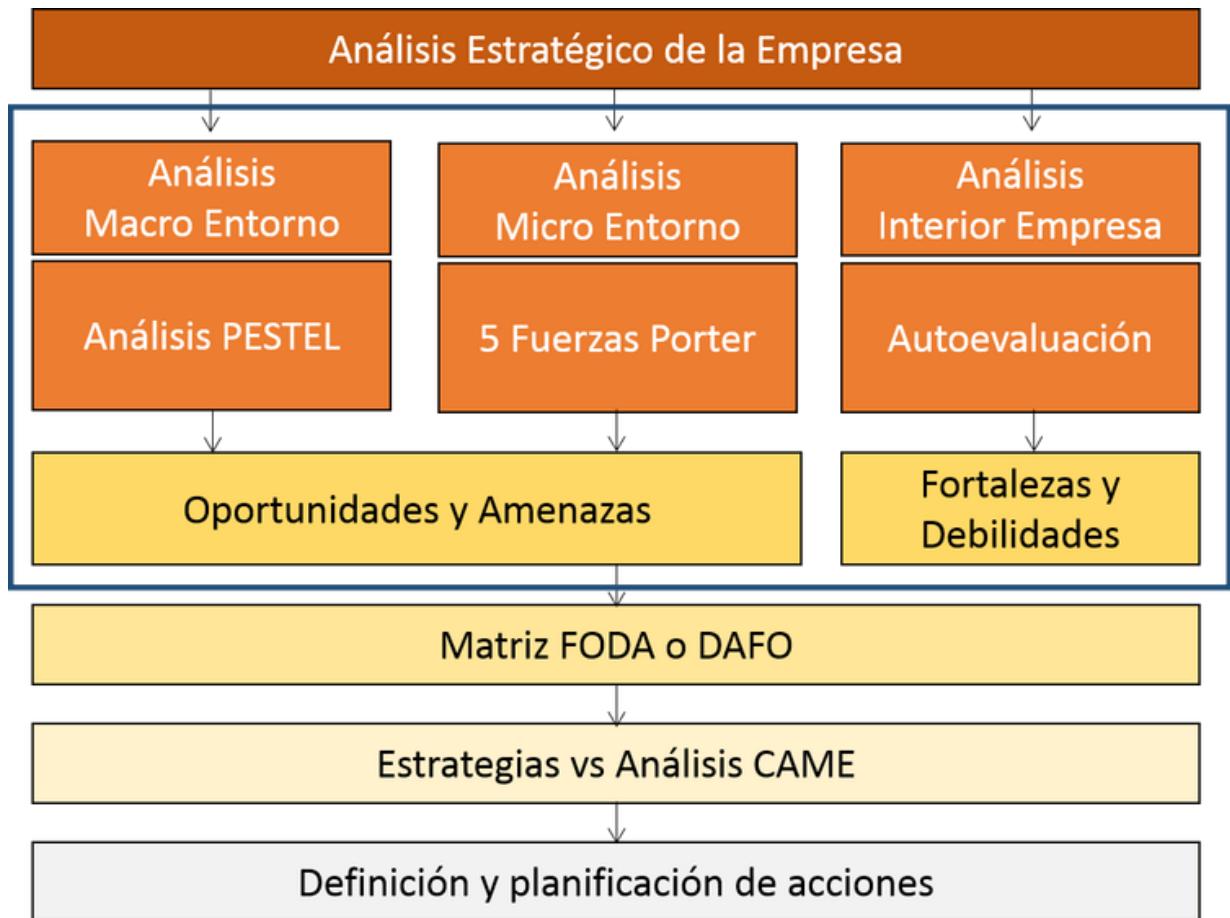 Análisis Estratégico de la Empresa
Análisis
Macro Entorno
Análisis PESTEL
Análisis
Micro Entorno
5 Fuerzas Porter
Análisis
Interior Empresa
Autoevaluación
Oportunidades y Amenazas
Fortalezas y
Debilidades
Matriz FODA o DAFO
Estrategias vs Análisis CAME
Definición y planificación de acciones